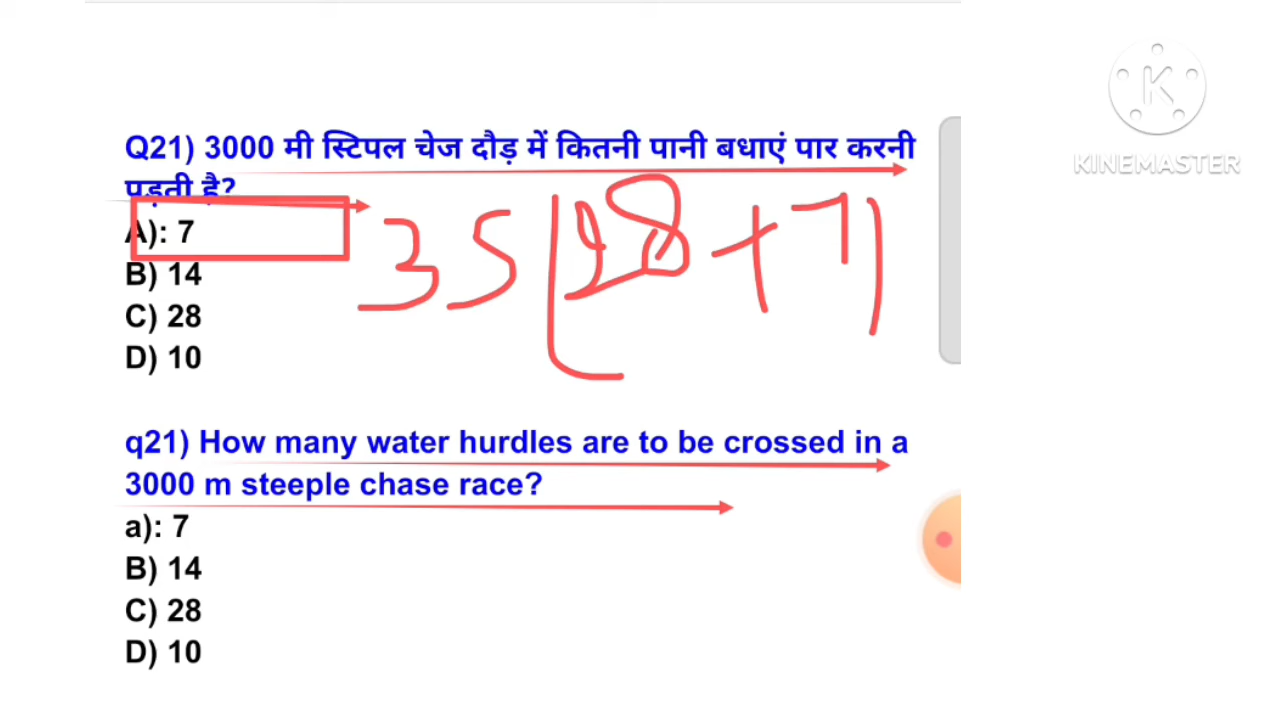 Q21) 3000 मी स्टिपल चेज दौड़ में कितनी पानी बधाएं पार करनी
पड़ती है?
A): 7
35 [28+7]
B) 14
C) 28
D) 10
q21) How many water hurdles are to be crossed in a
3000 m steeple chase race?
a): 7
B) 14
C) 28
D) 10
KINEMASTER